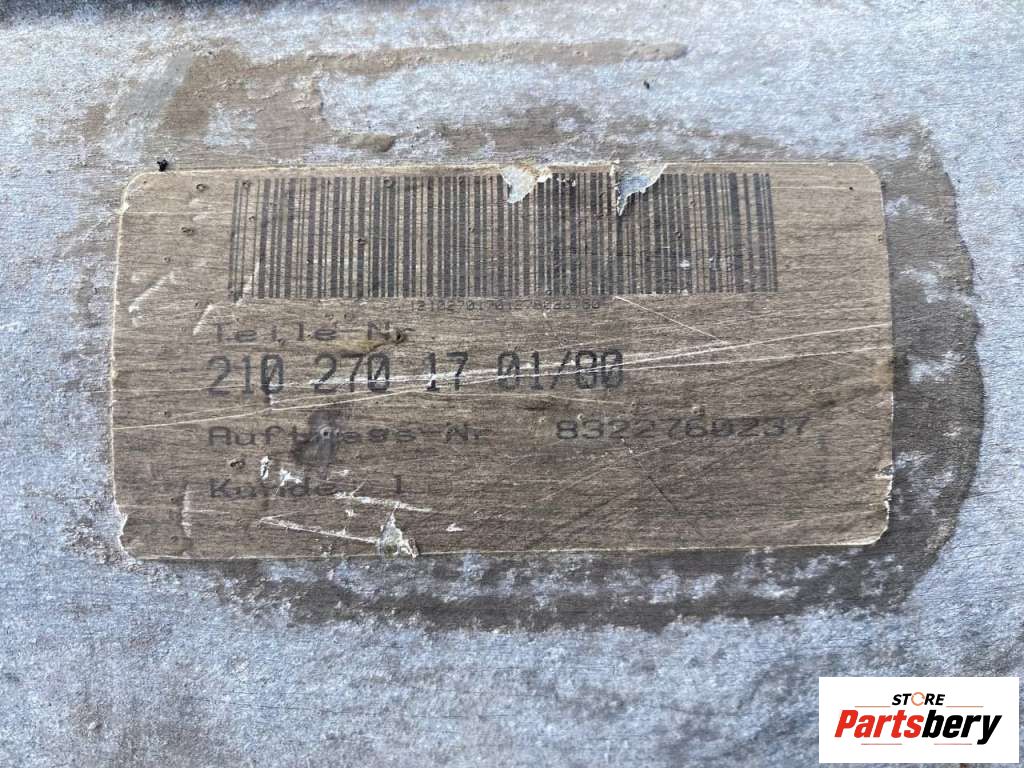 Teile-Nr
210 270 17 01/80
Auftrags-Nr 8322760237
Kunde 1
STORE
Partsbery